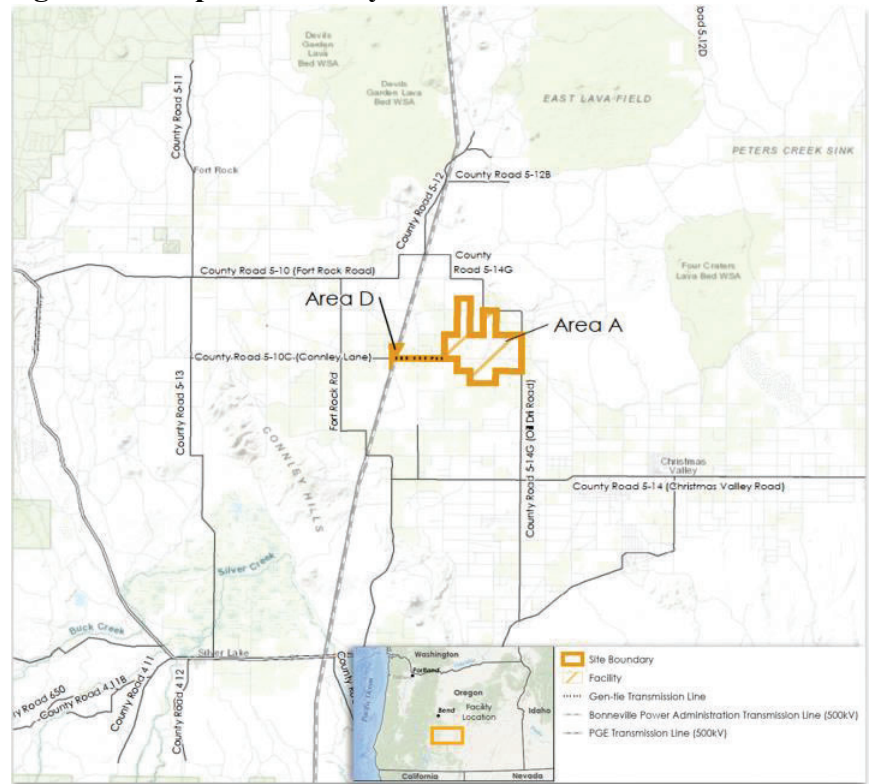 Devils
Garden
Lava
Bed WSA
Devils
Garden Lava
Bed WSA
EAST LAVA FIELD
PETERS CREEK SINK
County Road 5-11
Fort Rock
County Road 5-12
County Road 5-12B
County Road 5-10 (Fort Rock Road)
County
Road 5-14G
Four Craters
Lava Bed WSA
Area D
Area A
County Road 5-10C (Connley Lane)
County Road 5-13
Fort Rock Rd
CONNLEY HILLS
County Road 5-14G (Oil Dri Road)
Christmas
Valley
County Road 5-14 (Christmas Valley Road)
Silver Creek
Buck Creek
Silver Lake
County Road 4-11B
County Road 4-11
County Road 4-12
Washington
Portland
Oregon
Bend
Facility
Location
Idaho
Pacific Ocean
California
Nevada
Site Boundary
Facility
Gen-tie Transmission Line
Bonneville Power Administration Transmission Line (500kV)
PGE Transmission Line (500kV)